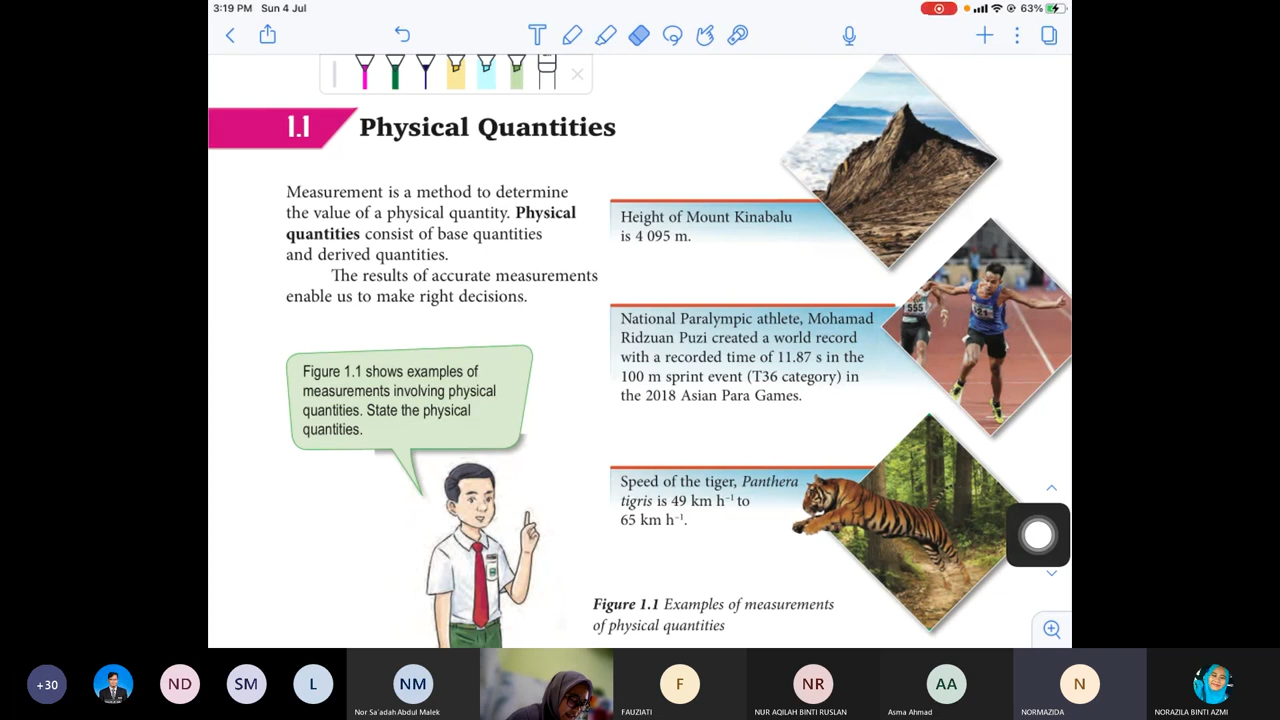 3:19 PM Sun 4 Jul
63%
1.1 Physical Quantities
Measurement is a method to determine
the value of a physical quantity. Physical
quantities consist of base quantities
and derived quantities.
The results of accurate measurements
enable us to make right decisions.
Figure 1.1 shows examples of
measurements involving physical
quantities. State the physical
quantities.
Height of Mount Kinabalu
is 4 095 m.
National Paralympic athlete, Mohamad
Ridzuan Puzi created a world record
with a recorded time of 11.87 s in the
100 m sprint event (T36 category) in
the 2018 Asian Para Games.
555
Speed of the tiger, Panthera
tigris is 49 km h⁻¹ to
65 km h⁻¹.
Figure 1.1 Examples of measurements
of physical quantities
+30
ND
SM
L
NM
Nor Sa'adah Abdul Malek
F
FAUZIATI
NR
NUR AQILAH BINTI RUSLAN
AA
Asma Ahmad
N
NORMAZIDA
NORAZILA BINTI AZMI